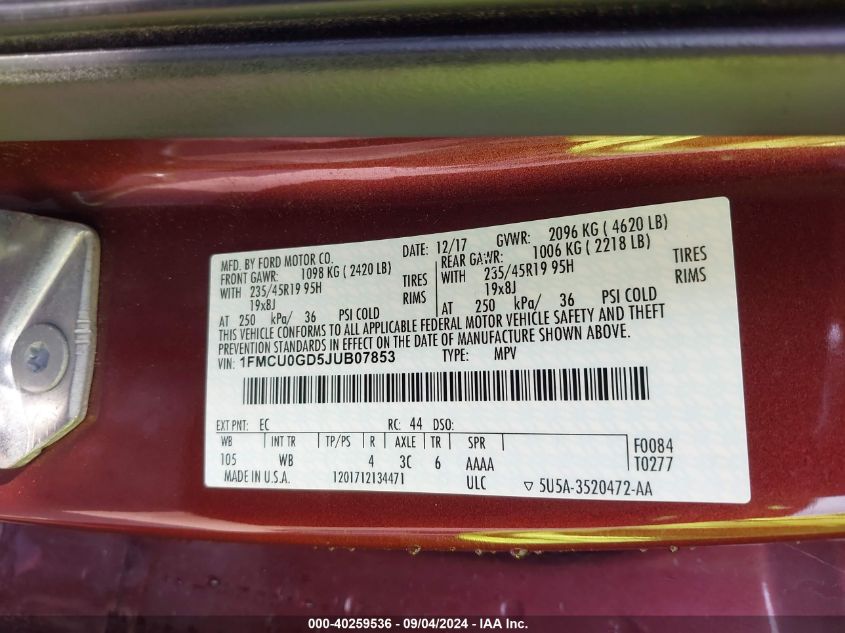 MFD. BY FORD MOTOR CO. DATE: 12/17 GVWR: 2096 KG ( 4620 LB)
FRONT GAWR: 1098 KG ( 2420 LB) REAR GAWR: 1006 KG ( 2218 LB)
WITH 235/45R19 95H TIRES WITH 235/45R19 95H TIRES
19x8J RIMS 19x8J RIMS
AT 250 kPa/ 36 PSI COLD AT 250 kPa/ 36 PSI COLD
THIS VEHICLE CONFORMS TO ALL APPLICABLE FEDERAL MOTOR VEHICLE SAFETY AND THEFT
PREVENTION STANDARDS IN EFFECT ON THE DATE OF MANUFACTURE SHOWN ABOVE.
VIN: 1FMCU0GD5JUB07853 TYPE: MPV
EXT PNT: EC RC: 44 DSO:
WB INT TR TP/PS R AXLE TR SPR F0084
105 WB 4 3C 6 AAAA T0277
MADE IN U.S.A. 1201712134471 ULC ▽ 5U5A-3520472-AA
000-40259536 - 09/04/2024 - IAA Inc.